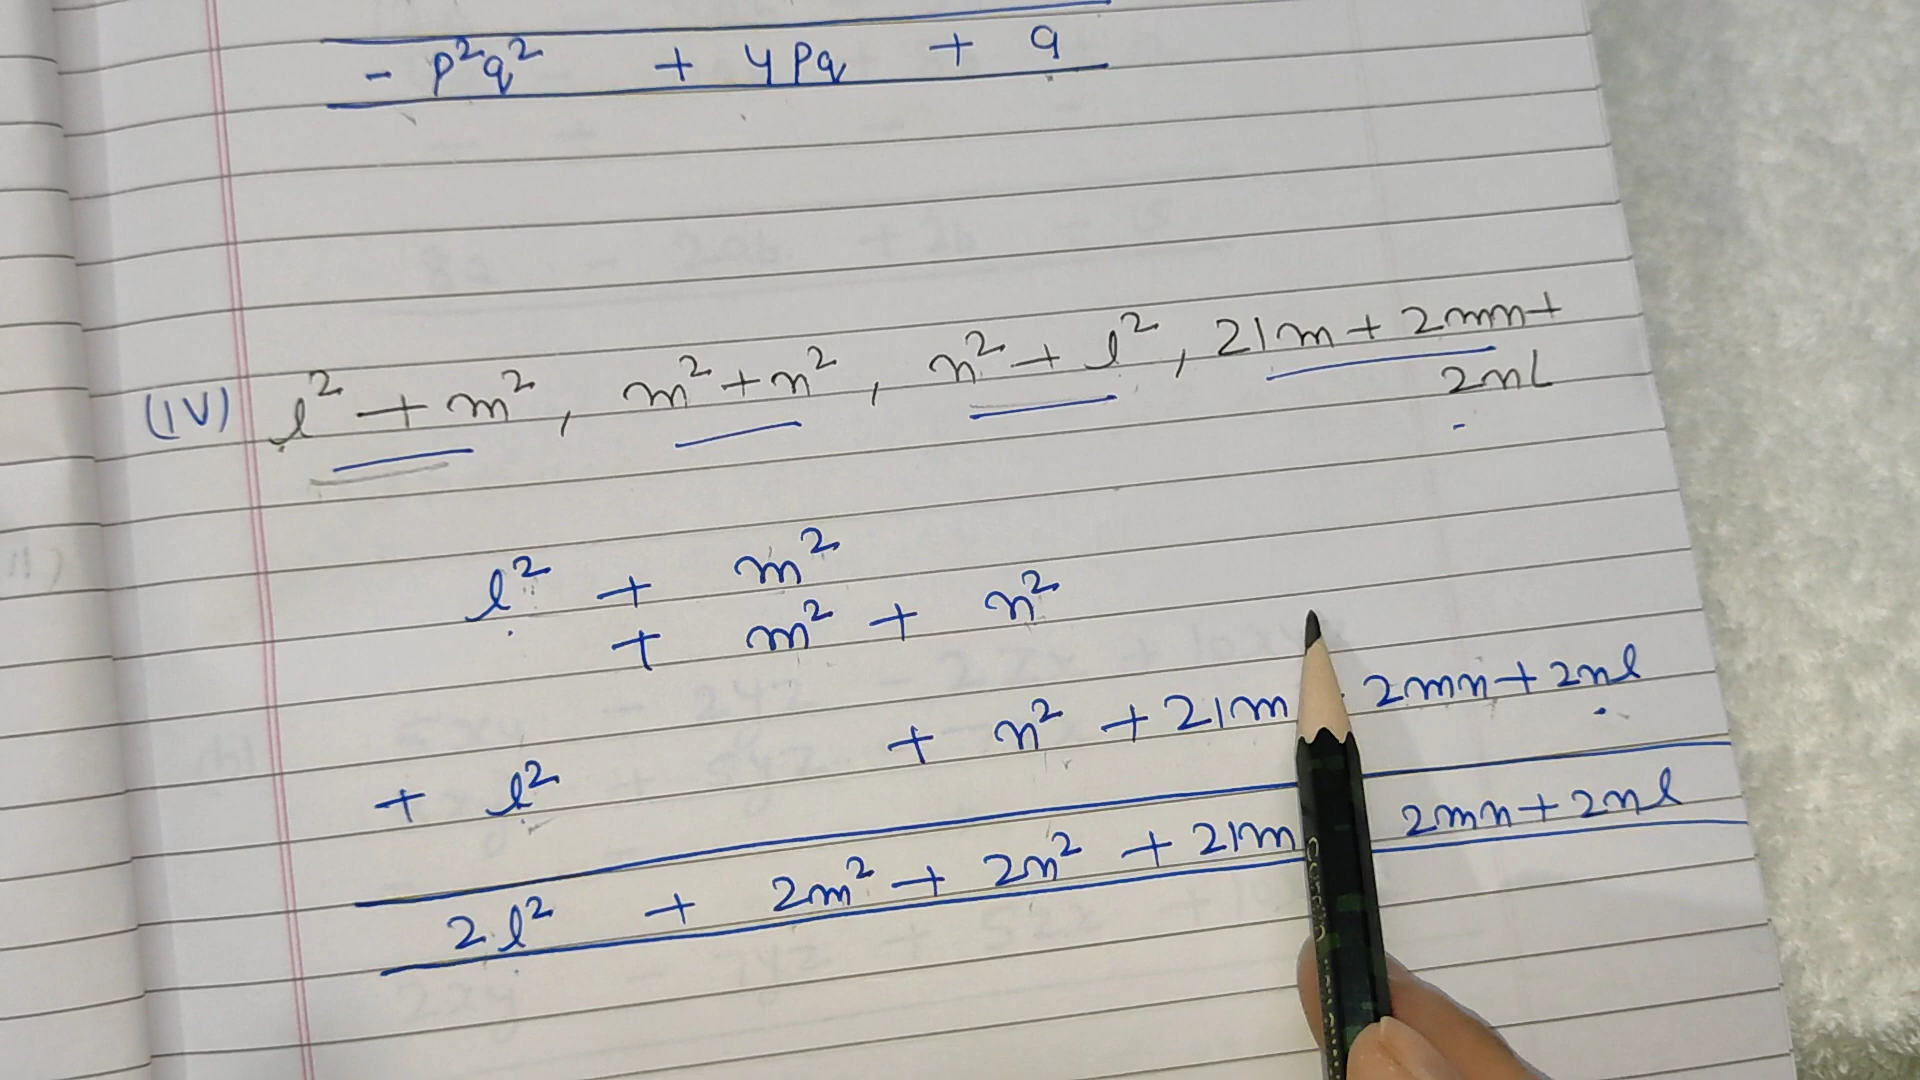 - p²q² + 4pq + 9
(IV) l² + m², m² + n², n² + l², 2lm + 2mn +
2nl
l² + m²
+ m² + n²
+ l² + n² + 2lm 2mn + 2nl
2l² + 2m² + 2n² + 2lm 2mn + 2nl